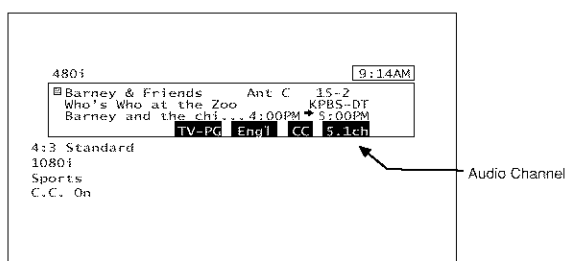 480i 9:14AM
Barney & Friends Ant C 15-2
Who's Who at the Zoo KPBS-DT
Barney and the chi... 4:00PM ➔ 5:00PM
TV-PG Engl CC 5.1ch
4:3 Standard
1080i
Sports
C.C. On
Audio Channel